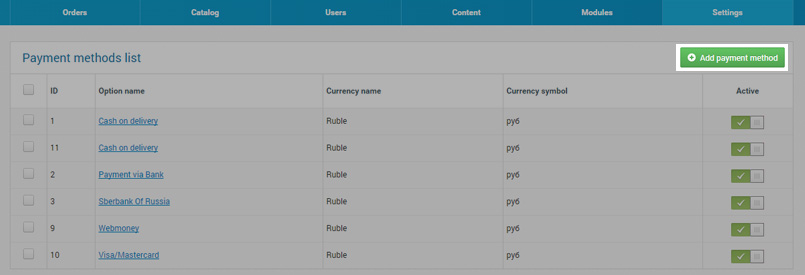 Orders Catalog Users Content Modules Settings
Payment methods list Add payment method
ID Option name Currency name Currency symbol Active
1 Cash on delivery Ruble руб
11 Cash on delivery Ruble руб
2 Payment via Bank Ruble руб
3 Sberbank Of Russia Ruble руб
9 Webmoney Ruble руб
10 Visa/Mastercard Ruble руб